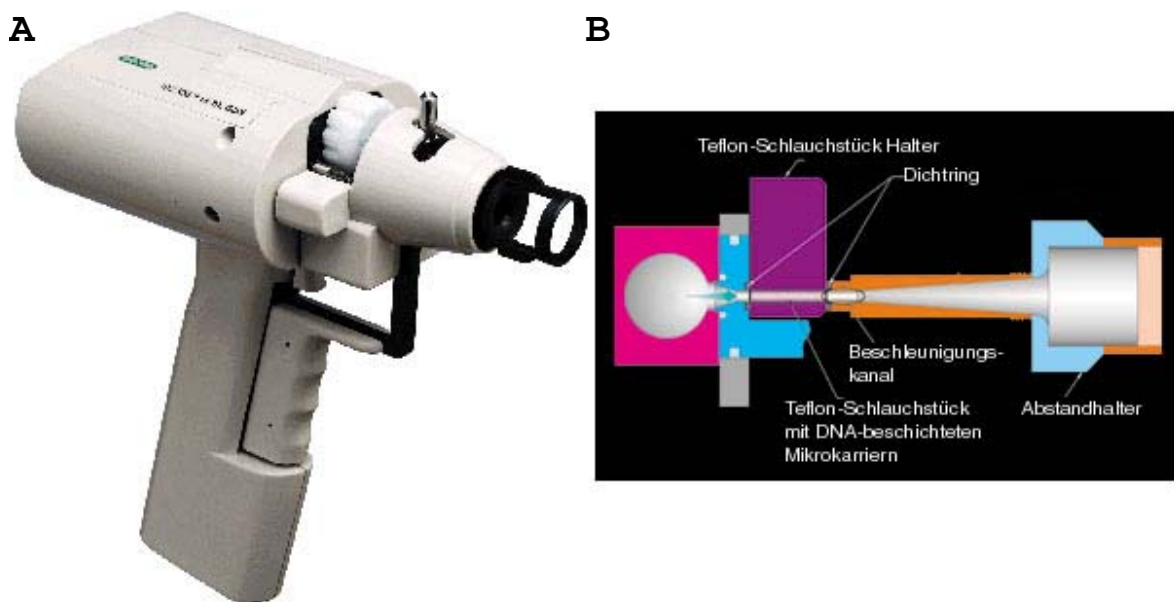 A
B
Teflon-Schlauchstück Halter
Dichtring
Beschleunigungs-
kanal
Teflon-Schlauchstück
mit DNA-beschichteten
Mikrokarriern
Abstandhalter